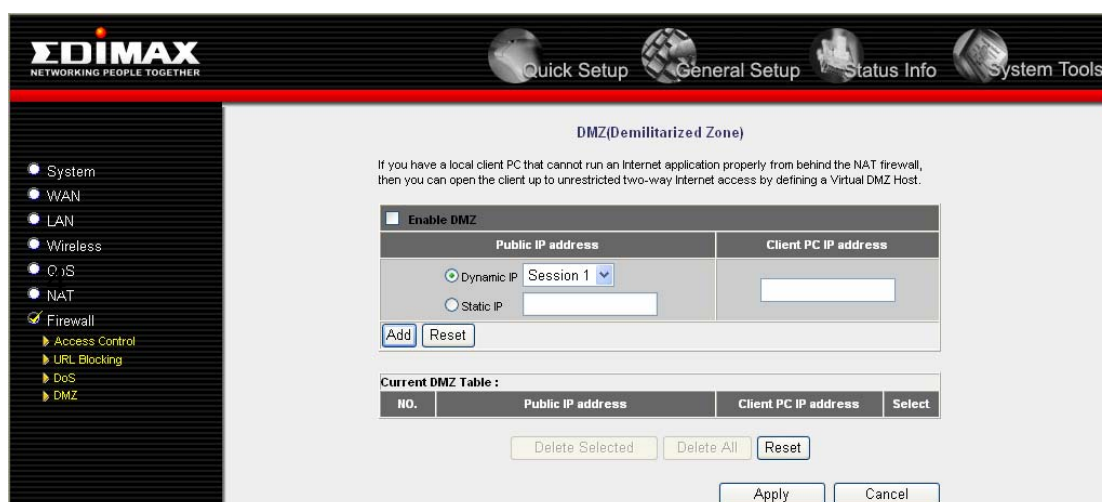 EDIMAX
NETWORKING PEOPLE TOGETHER
Quick Setup
General Setup
Status Info
System Tools
System
WAN
LAN
Wireless
QoS
NAT
Firewall
Access Control
URL Blocking
DoS
DMZ
DMZ(Demilitarized Zone)
If you have a local client PC that cannot run an Internet application properly from behind the NAT firewall,
then you can open the client up to unrestricted two-way Internet access by defining a Virtual DMZ Host.
Enable DMZ
Public IP address Client PC IP address
Dynamic IP Session 1
Static IP
Add Reset
Current DMZ Table :
NO. Public IP address Client PC IP address Select
Delete Selected Delete All Reset
Apply Cancel